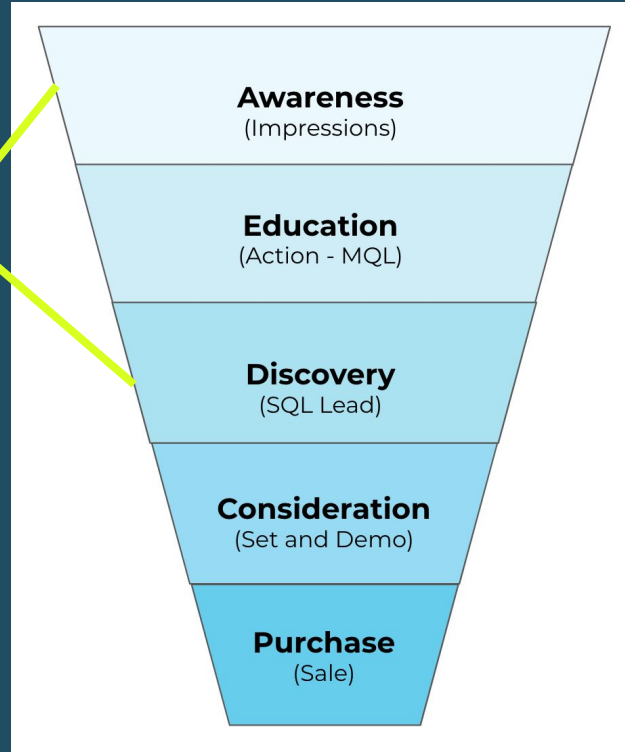 Awareness
(Impressions)
Education
(Action - MQL)
Discovery
(SQL Lead)
Consideration
(Set and Demo)
Purchase
(Sale)